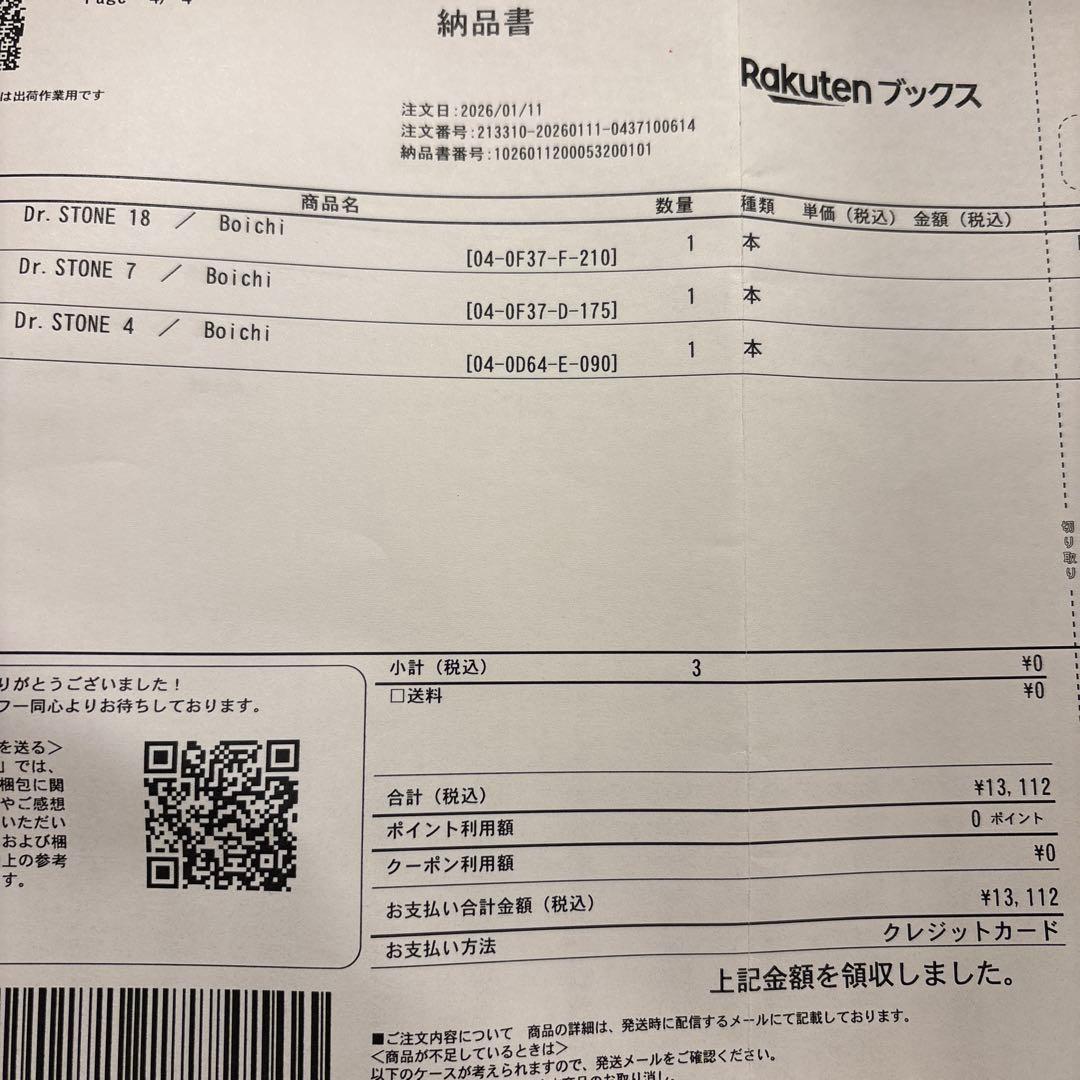 納品書
Rakuten ブックス
は出荷作業用です
注文日:2026/01/11
注文番号:213310-20260111-0437100614
納品書番号:1026011200053200101
商品名 数量 種類 単価（税込） 金額（税込）
Dr. STONE 18 ／ Boichi
[04-0F37-F-210] 1 本
Dr. STONE 7 ／ Boichi
[04-0F37-D-175] 1 本
Dr. STONE 4 ／ Boichi
[04-0D64-E-090] 1 本
切り取り
小計（税込） 3 ¥0
□送料 ¥0
合計（税込） ¥13,112
ポイント利用額 0 ポイント
クーポン利用額 ¥0
お支払い合計金額（税込） ¥13,112
お支払い方法 クレジットカード
上記金額を領収しました。
りがとうございました！
フ一同心よりお待ちしております。
を送る＞
」では、
梱包に関
やご感想
いただい
および梱
上の参考
す。
■ご注文内容について 商品の詳細は、発送時に配信するメールにて記載しております。
＜商品が不足しているときは＞
以下のケースが考えられますので、発送メールをご確認ください。